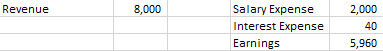 Revenue 8,000 Salary Expense 2,000
Interest Expense 40
Earnings 5,960